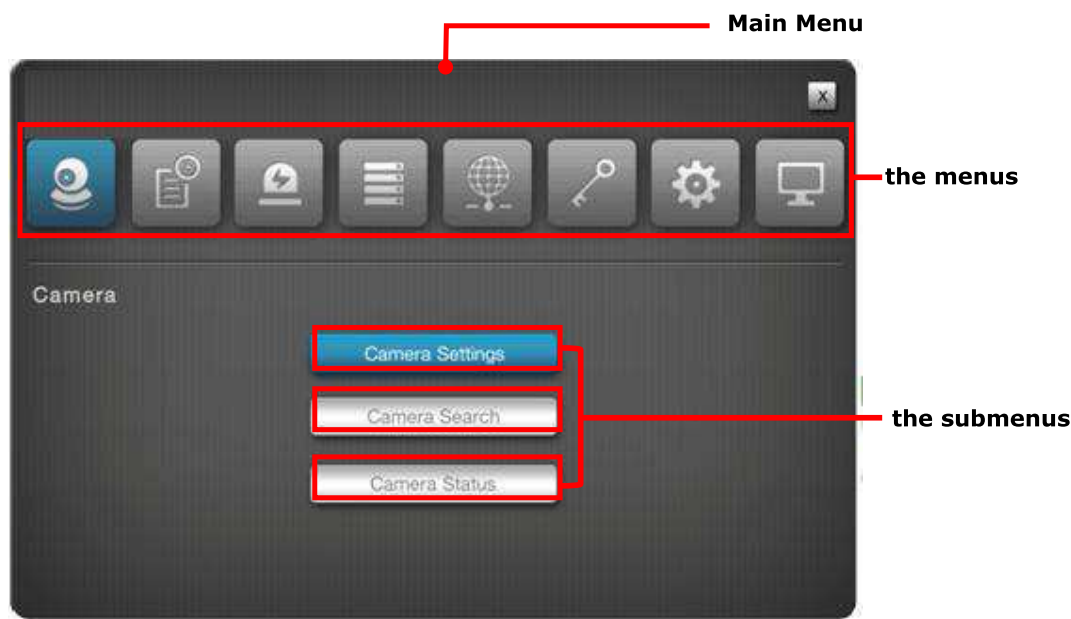 Main Menu
X
the menus
Camera
Camera Settings
Camera Search
the submenus
Camera Status